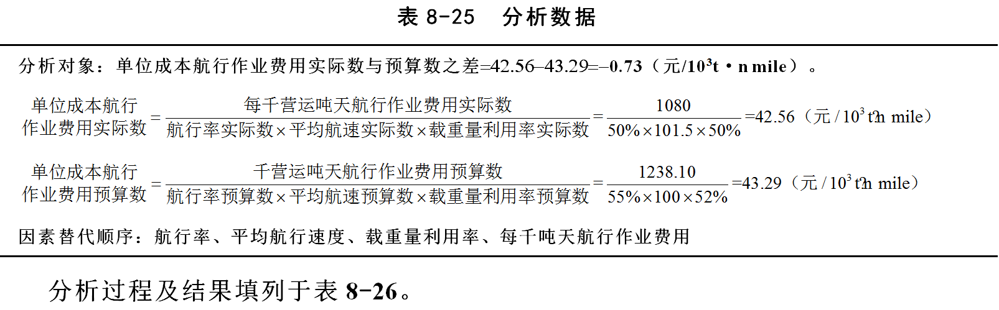 表 8-25 分析数据
分析对象：单位成本航行作业费用实际数与预算数之差=42.56–43.29=–0.73（元/10³t·n mile）。
单位成本航行作业费用实际数 = 每千营运吨天航行作业费用实际数 / 航行率实际数×平均航速实际数×载重量利用率实际数 = 1080 / 50%×101.5×50% =42.56（元 / 10³ t?n mile）
单位成本航行作业费用预算数 = 千营运吨天航行作业费用预算数 / 航行率预算数×平均航速预算数×载重量利用率预算数 = 1238.10 / 55%×100×52% =43.29（元 / 10³ t?n mile）
因素替代顺序：航行率、平均航行速度、载重量利用率、每千吨天航行作业费用
分析过程及结果填列于表 8-26。